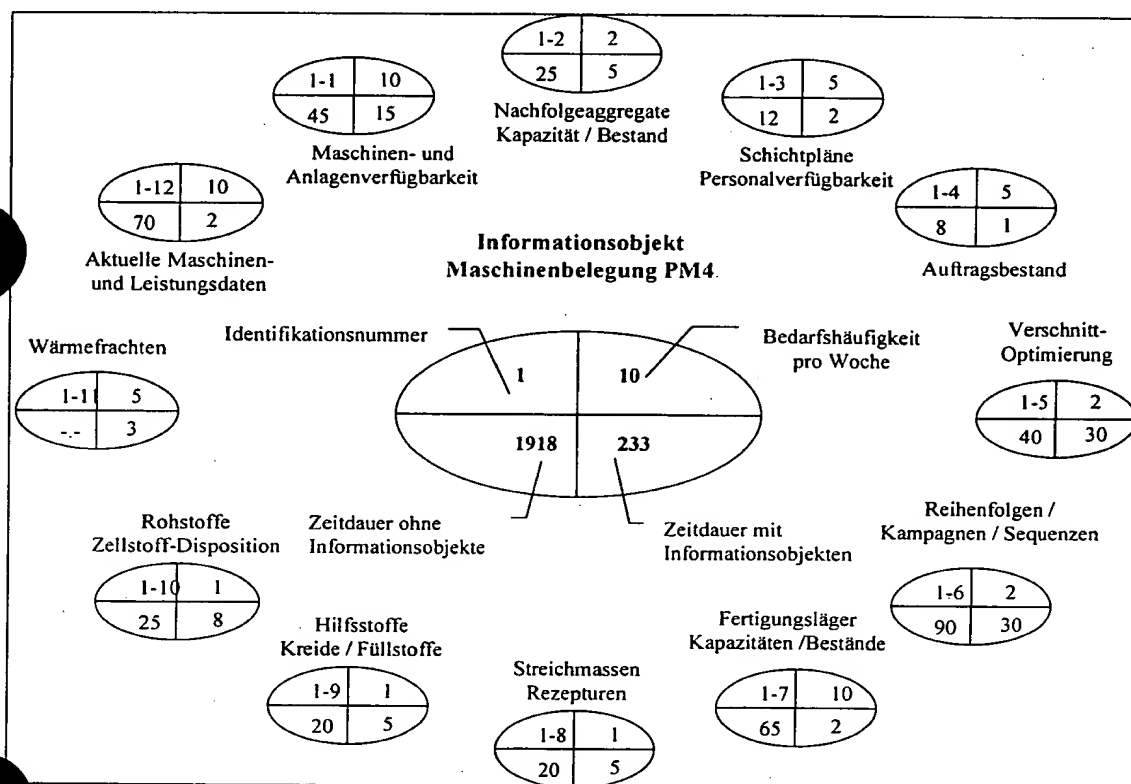 1-2 2
25 5
Nachfolgeaggregate
Kapazität / Bestand
1-1 10
45 15
Maschinen- und
Anlagenverfügbarkeit
1-3 5
12 2
Schichtpläne
Personalverfügbarkeit
1-12 10
70 2
Aktuelle Maschinen-
und Leistungsdaten
1-4 5
8 1
Auftragsbestand
Informationsobjekt
Maschinenbelegung PM4
Identifikationsnummer
Bedarfshäufigkeit
pro Woche
1 10
1918 233
Zeitdauer ohne
Informationsobjekte
Zeitdauer mit
Informationsobjekten
Wärmefrachten
1-11 5
-.- 3
Verschnitt-
Optimierung
1-5 2
40 30
Rohstoffe
Zellstoff-Disposition
1-10 1
25 8
Reihenfolgen /
Kampagnen / Sequenzen
1-6 2
90 30
Hilfsstoffe
Kreide / Füllstoffe
1-9 1
20 5
Streichmassen
Rezepturen
1-8 1
20 5
Fertigungsläger
Kapazitäten /Bestände
1-7 10
65 2